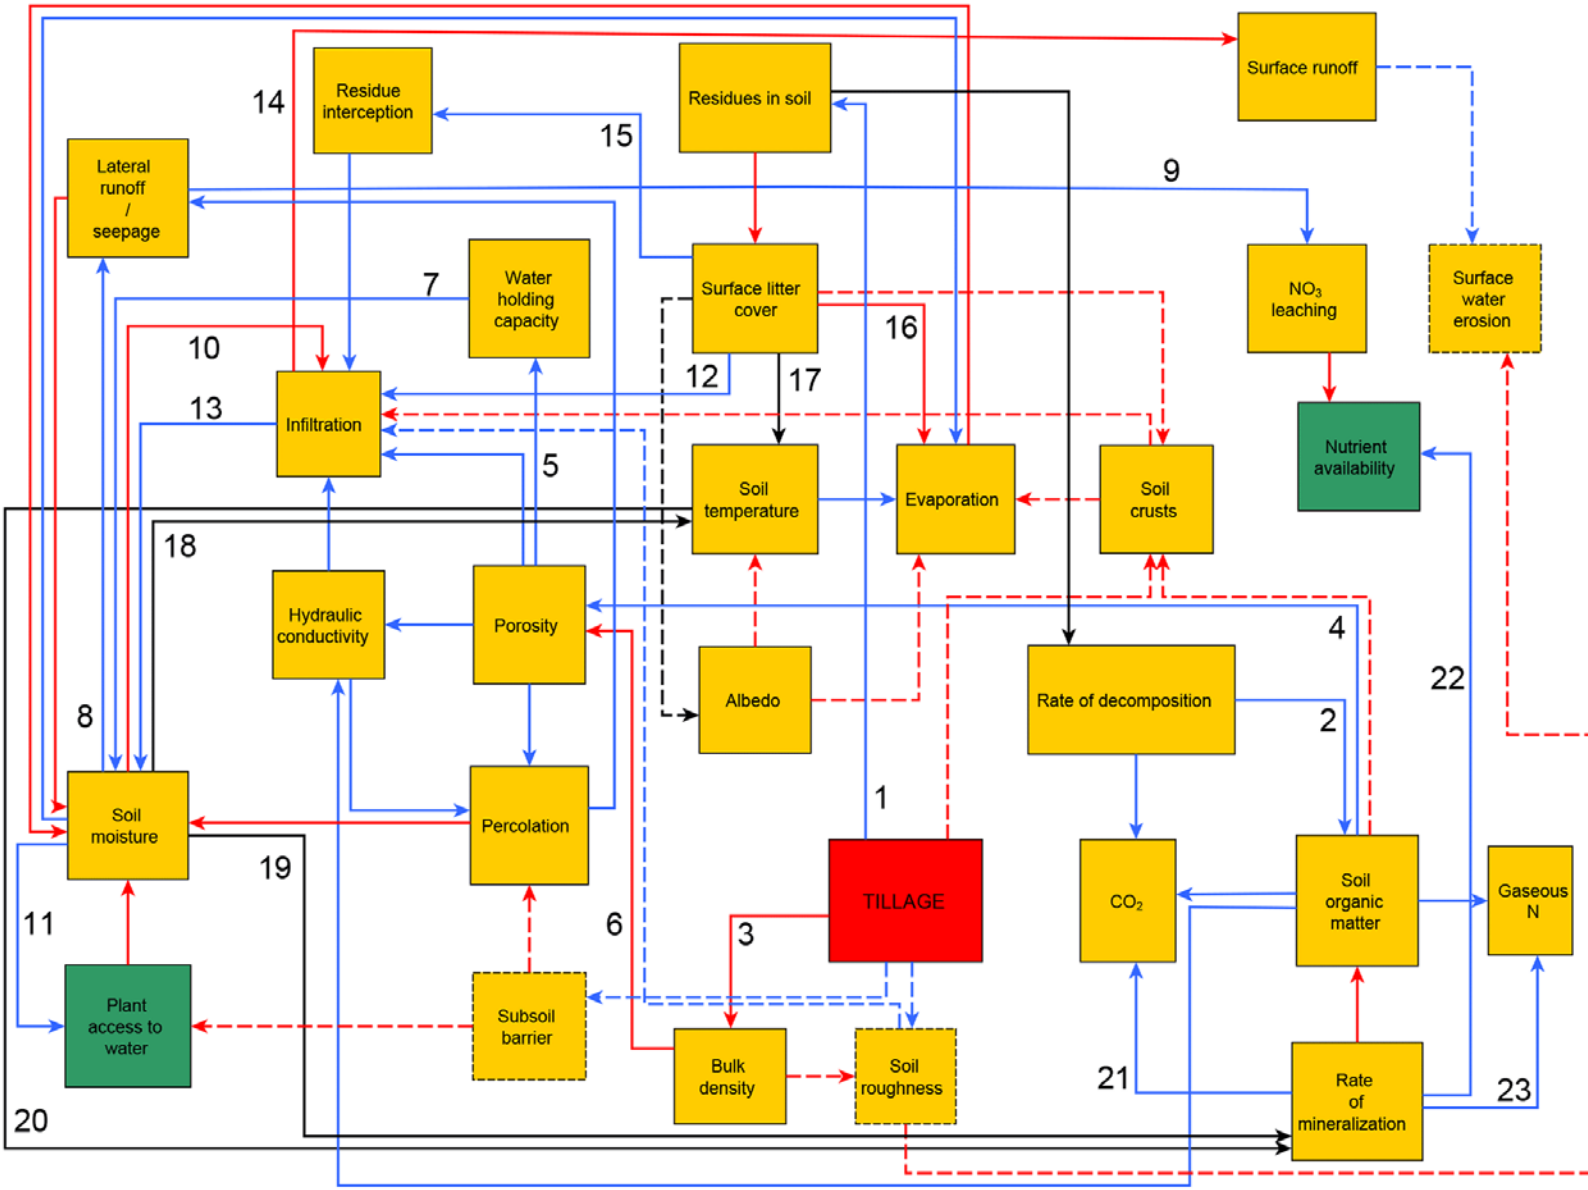 14
Residue
interception
15
Residues in soil
Surface runoff
Lateral
runoff
/
seepage
9
7
Water
holding
capacity
Surface litter
cover
16
NO₃
leaching
Surface
water
erosion
10
12
17
13
Infiltration
5
Nutrient
availability
Soil
temperature
Evaporation
Soil
crusts
18
Hydraulic
conductivity
Porosity
4
22
Albedo
Rate of decomposition
2
8
1
Soil
moisture
Percolation
19
TILLAGE
CO₂
Soil
organic
matter
Gaseous
N
11
6
3
Plant
access to
water
Subsoil
barrier
Bulk
density
Soil
roughness
21
Rate
of
mineralization
23
20